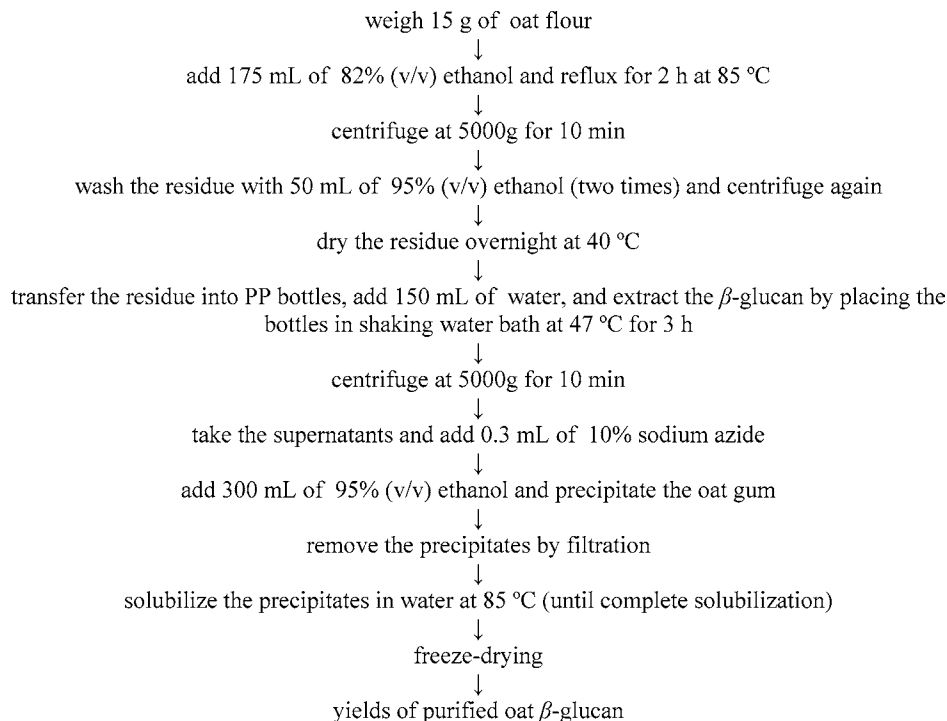 weigh 15 g of oat flour
↓
add 175 mL of 82% (v/v) ethanol and reflux for 2 h at 85 ºC
↓
centrifuge at 5000g for 10 min
↓
wash the residue with 50 mL of 95% (v/v) ethanol (two times) and centrifuge again
↓
dry the residue overnight at 40 ºC
↓
transfer the residue into PP bottles, add 150 mL of water, and extract the β-glucan by placing the
bottles in shaking water bath at 47 ºC for 3 h
↓
centrifuge at 5000g for 10 min
↓
take the supernatants and add 0.3 mL of 10% sodium azide
↓
add 300 mL of 95% (v/v) ethanol and precipitate the oat gum
↓
remove the precipitates by filtration
↓
solubilize the precipitates in water at 85 ºC (until complete solubilization)
↓
freeze-drying
↓
yields of purified oat β-glucan